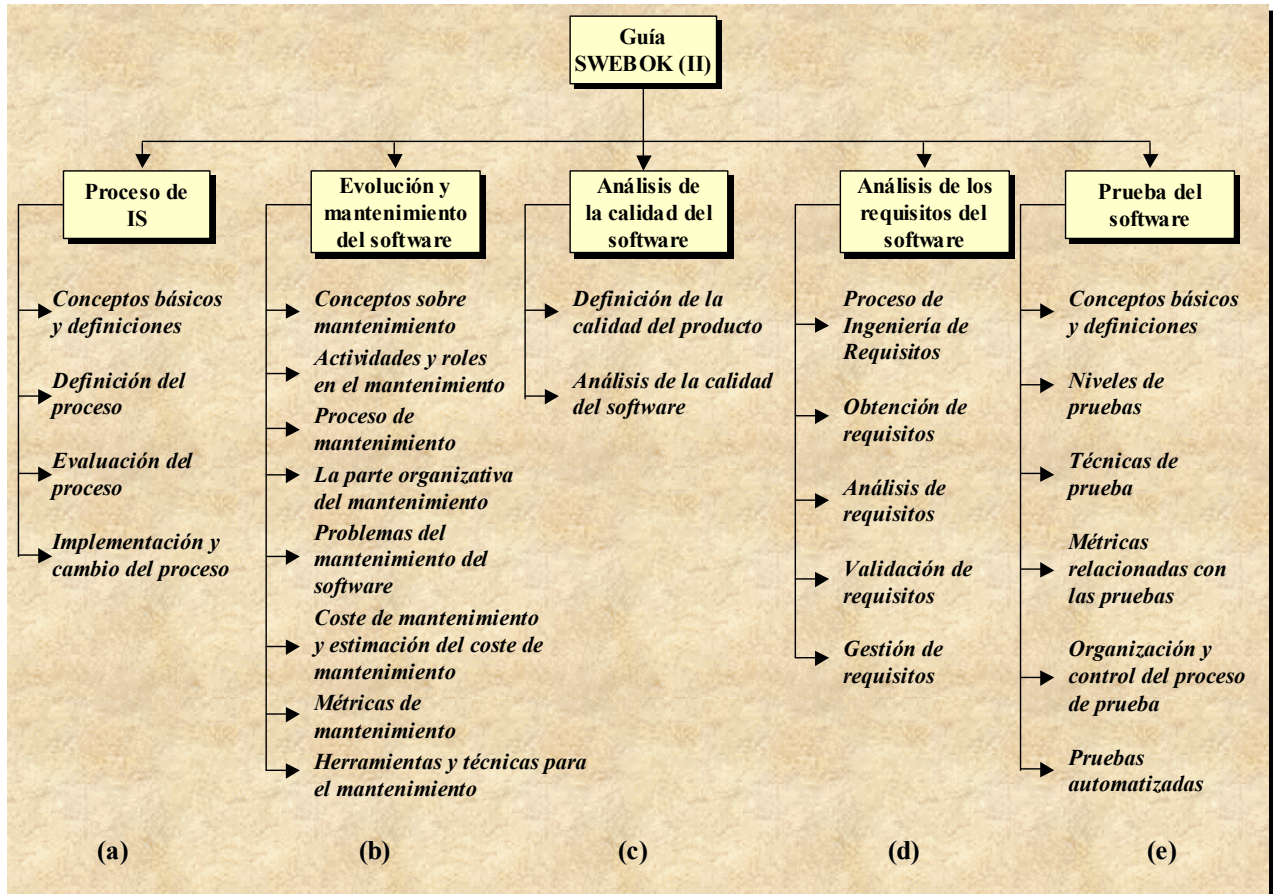 Guía
SWEBOK (II)
Proceso de
IS
Conceptos básicos
y definiciones
Definición del
proceso
Evaluación del
proceso
Implementación y
cambio del proceso
(a)
Evolución y
mantenimiento
del software
Conceptos sobre
mantenimiento
Actividades y roles
en el mantenimiento
Proceso de
mantenimiento
La parte organizativa
del mantenimiento
Problemas del
mantenimiento del
software
Coste de mantenimiento
y estimación del coste de
mantenimiento
Métricas de
mantenimiento
Herramientas y técnicas para
el mantenimiento
(b)
Análisis de
la calidad del
software
Definición de la
calidad del producto
Análisis de la calidad
del software
(c)
Análisis de los
requisitos del
software
Proceso de
Ingeniería de
Requisitos
Obtención de
requisitos
Análisis de
requisitos
Validación de
requisitos
Gestión de
requisitos
(d)
Prueba del
software
Conceptos básicos
y definiciones
Niveles de
pruebas
Técnicas de
prueba
Métricas
relacionadas con
las pruebas
Organización y
control del proceso
de prueba
Pruebas
automatizadas
(e)